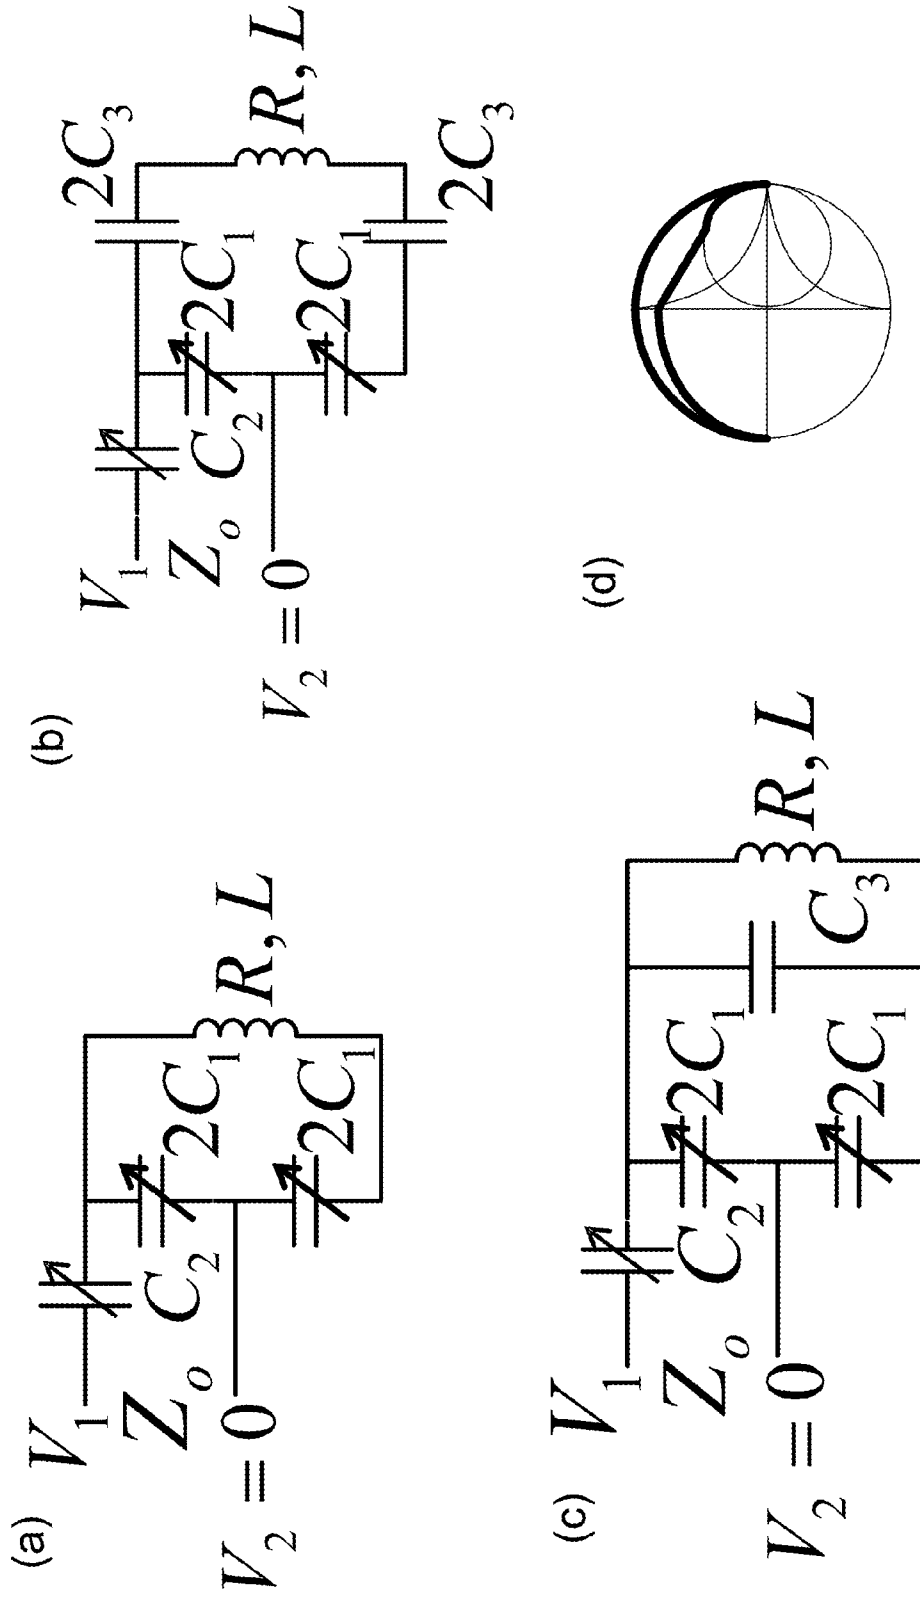 (a)
V₁
Zₒ
V₂ = 0
C₂
2C₁
2C₁
R, L
(b)
V₁
Zₒ
V₂ = 0
C₂
2C₁
2C₁
2C₃
2C₃
R, L
(c)
V₁
Zₒ
V₂ = 0
C₂
2C₁
2C₁
C₃
R, L
(d)